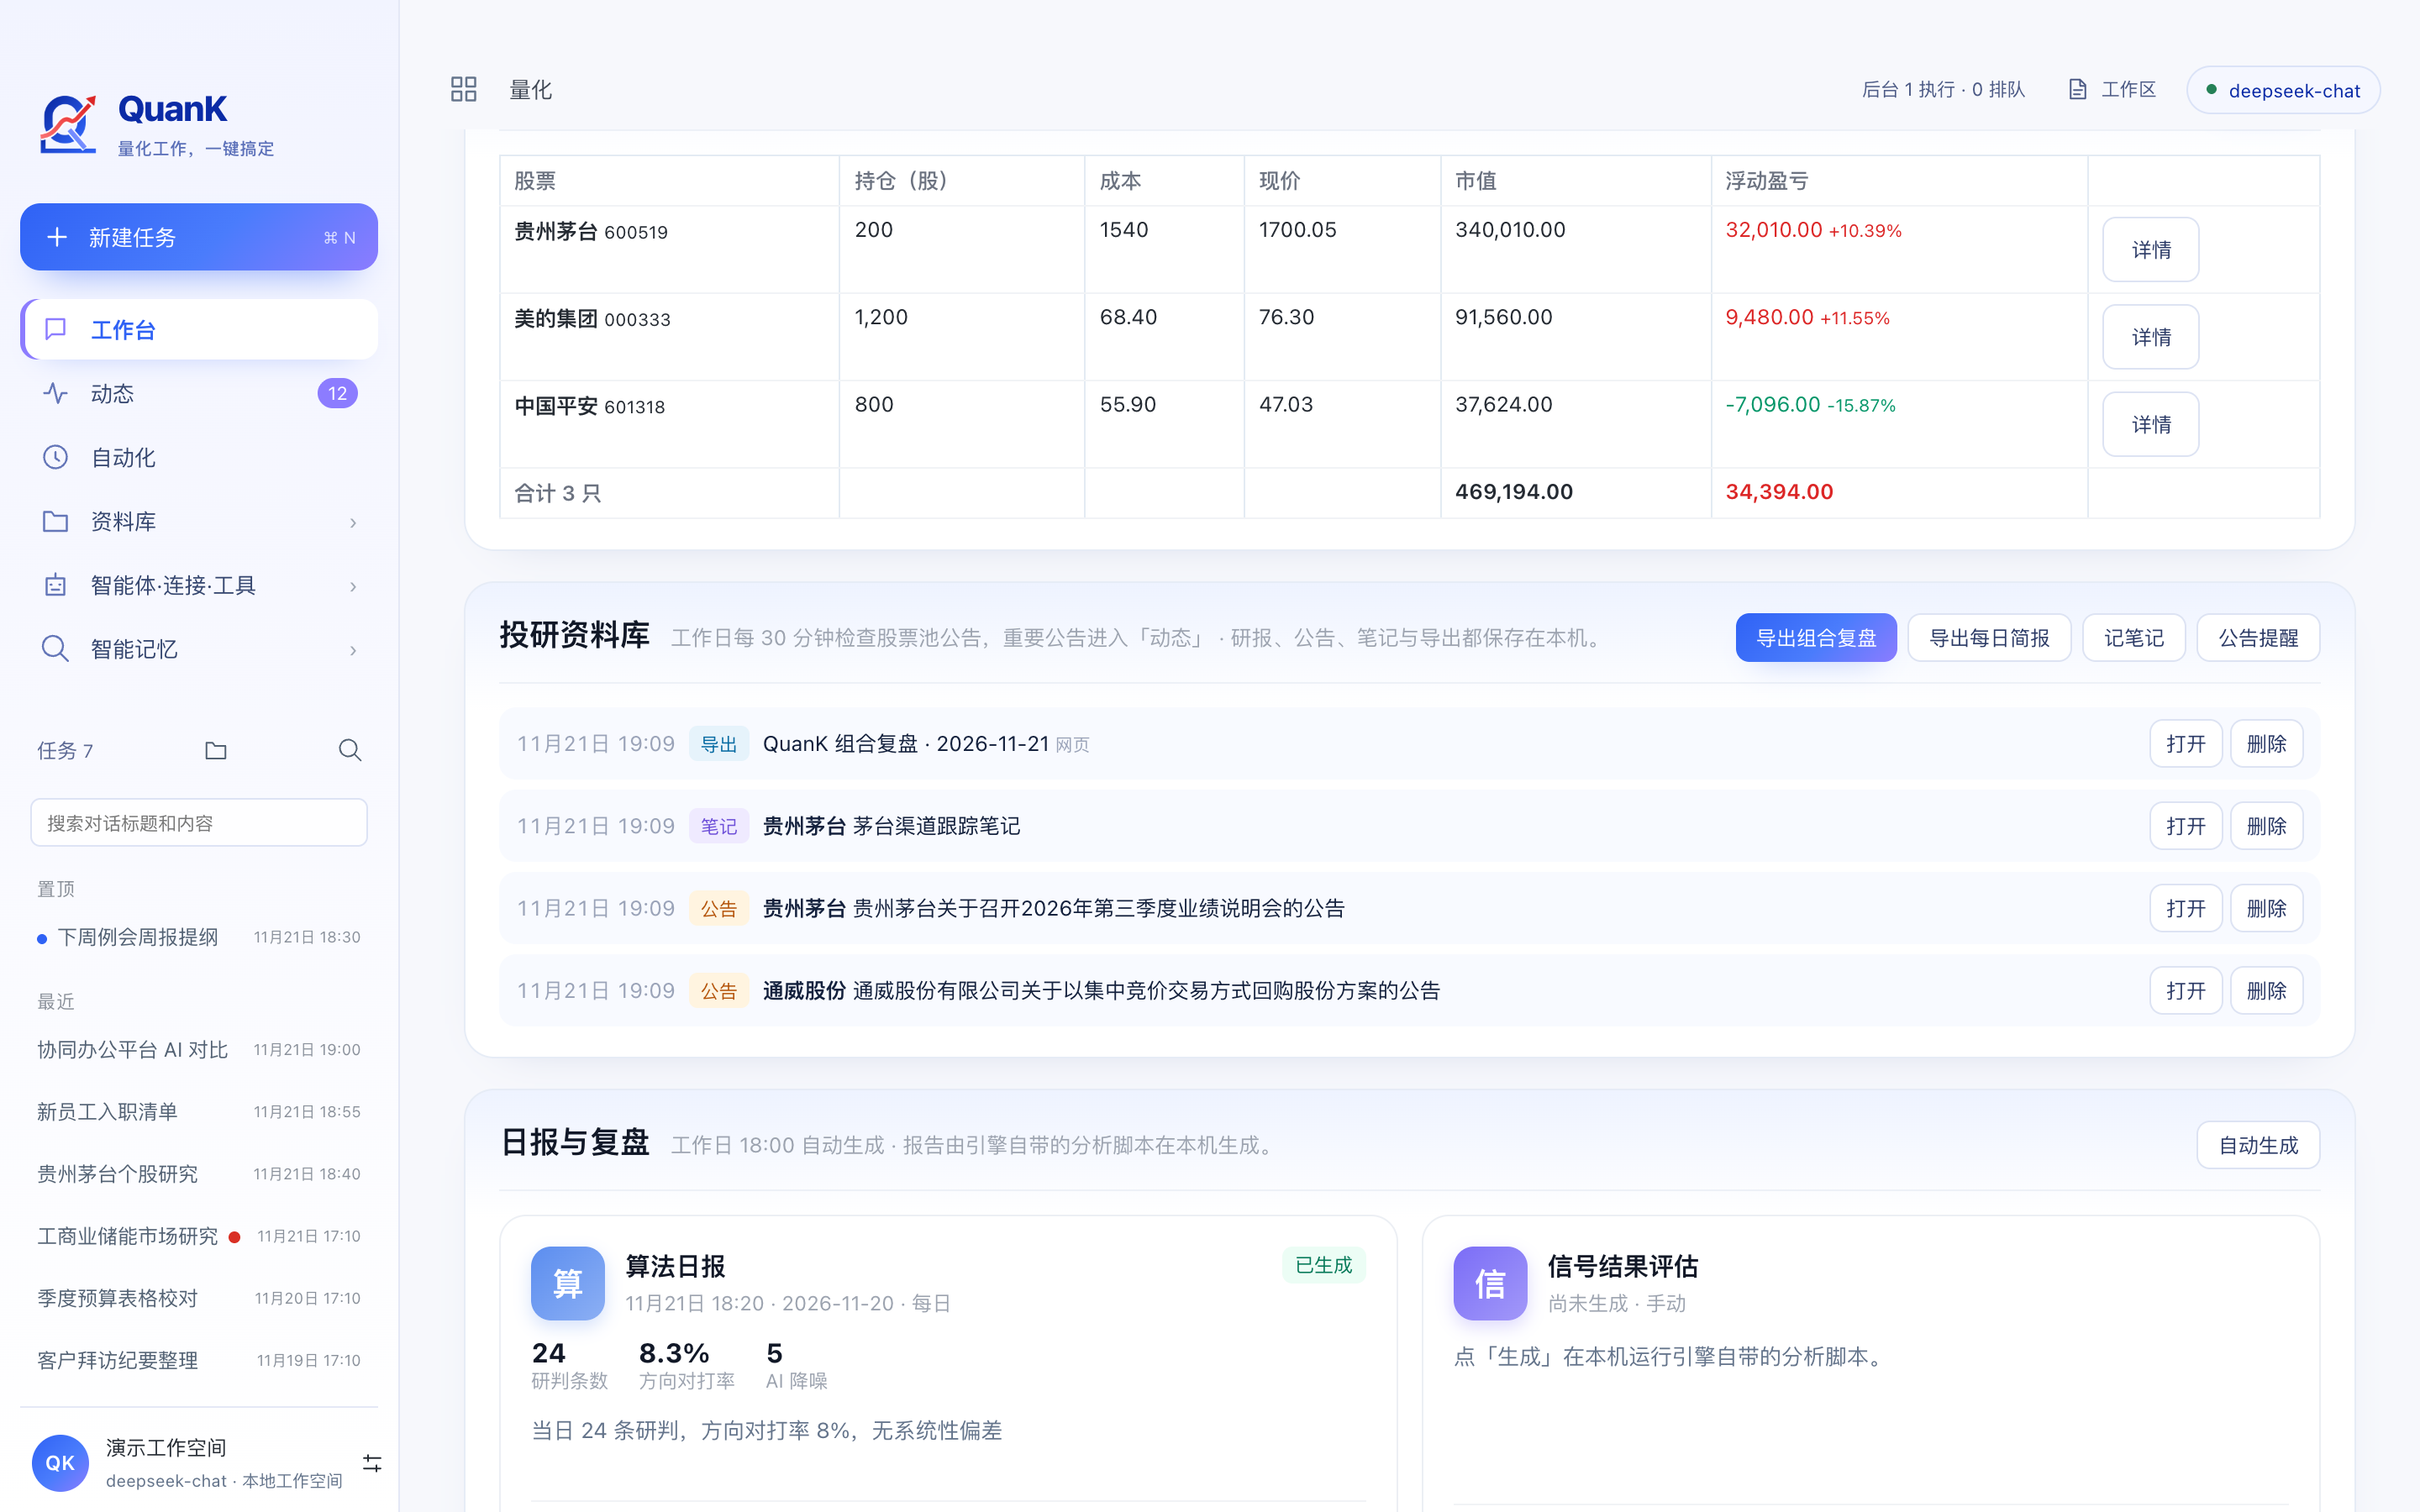 QuanK
量化工作，一键搞定
新建任务 ⌘ N
工作台
动态 12
自动化
资料库
智能体·连接·工具
智能记忆
任务 7
搜索对话标题和内容
置顶
下周例会周报提纲 11月21日 18:30
最近
协同办公平台 AI 对比 11月21日 19:00
新员工入职清单 11月21日 18:55
贵州茅台个股研究 11月21日 18:40
工商业储能市场研究 11月21日 17:10
季度预算表格校对 11月20日 17:10
客户拜访纪要整理 11月19日 17:10
QK 演示工作空间
deepseek-chat · 本地工作空间
量化 后台 1 执行 · 0 排队 工作区 deepseek-chat
股票 持仓（股） 成本 现价 市值 浮动盈亏
贵州茅台 600519 200 1540 1700.05 340,010.00 32,010.00 +10.39% 详情
美的集团 000333 1,200 68.40 76.30 91,560.00 9,480.00 +11.55% 详情
中国平安 601318 800 55.90 47.03 37,624.00 -7,096.00 -15.87% 详情
合计 3 只 469,194.00 34,394.00
投研资料库 工作日每 30 分钟检查股票池公告，重要公告进入「动态」 · 研报、公告、笔记与导出都保存在本机。 导出组合复盘 导出每日简报 记笔记 公告提醒
11月21日 19:09 导出 QuanK 组合复盘 · 2026-11-21 网页 打开 删除
11月21日 19:09 笔记 贵州茅台 茅台渠道跟踪笔记 打开 删除
11月21日 19:09 公告 贵州茅台 贵州茅台关于召开2026年第三季度业绩说明会的公告 打开 删除
11月21日 19:09 公告 通威股份 通威股份有限公司关于以集中竞价交易方式回购股份方案的公告 打开 删除
日报与复盘 工作日 18:00 自动生成 · 报告由引擎自带的分析脚本在本机生成。 自动生成
算 算法日报 已生成
11月21日 18:20 · 2026-11-20 · 每日
24 8.3% 5
研判条数 方向对打率 AI 降噪
当日 24 条研判，方向对打率 8%，无系统性偏差
信 信号结果评估
尚未生成 · 手动
点「生成」在本机运行引擎自带的分析脚本。